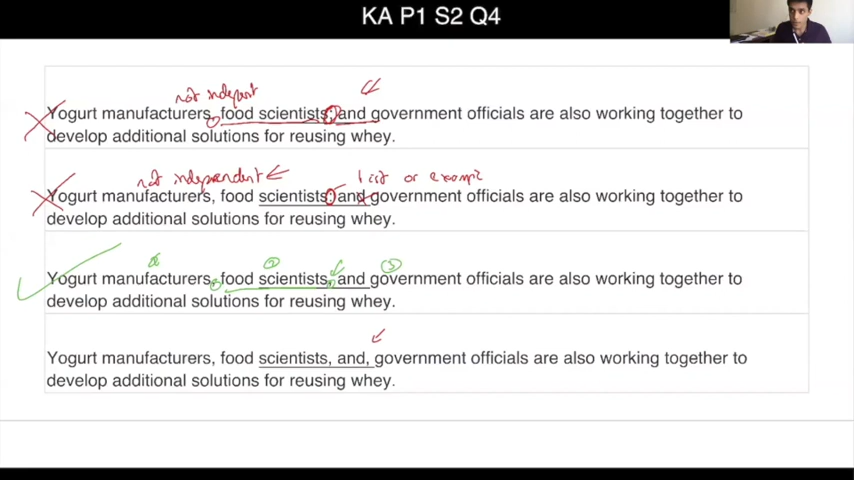 KA P1 S2 Q4
not indepent
Yogurt manufacturers, food scientists; and government officials are also working together to
develop additional solutions for reusing whey.
not independent
list or example
Yogurt manufacturers, food scientists: and government officials are also working together to
develop additional solutions for reusing whey.
Yogurt manufacturers, food scientists, and government officials are also working together to
develop additional solutions for reusing whey.
Yogurt manufacturers, food scientists, and, government officials are also working together to
develop additional solutions for reusing whey.